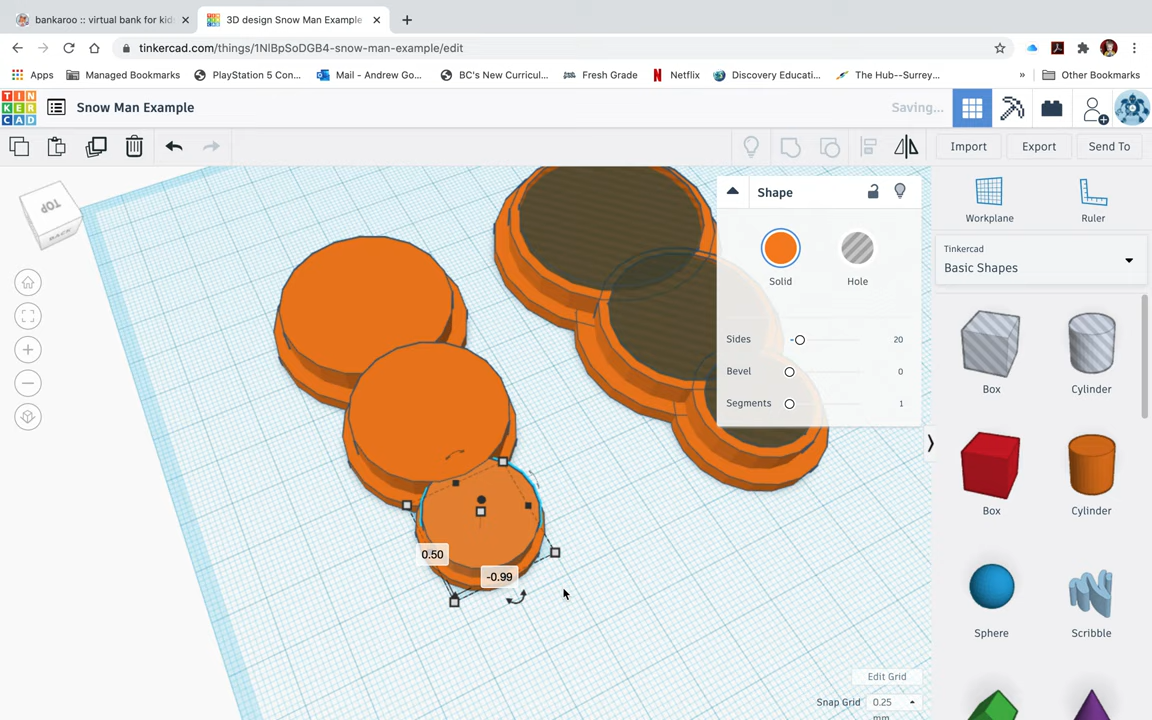 bankaroo :: virtual bank for kid
3D design Snow Man Example
tinkercad.com/things/1NlBpSoDGB4-snow-man-example/edit
Apps
Managed Bookmarks
PlayStation 5 Con...
Mail - Andrew Go...
BC's New Curricul...
Fresh Grade
Netflix
Discovery Educati...
The Hub--Surrey...
»
Other Bookmarks
TIN
KER
CAD
Snow Man Example
Saving...
Import
Export
Send To
TOP
BACK
Shape
Solid
Hole
Sides
20
Bevel
0
Segments
1
0.50
-0.99
Workplane
Ruler
Tinkercad
Basic Shapes
Box
Cylinder
Box
Cylinder
Sphere
Scribble
Edit Grid
Snap Grid
0.25
mm